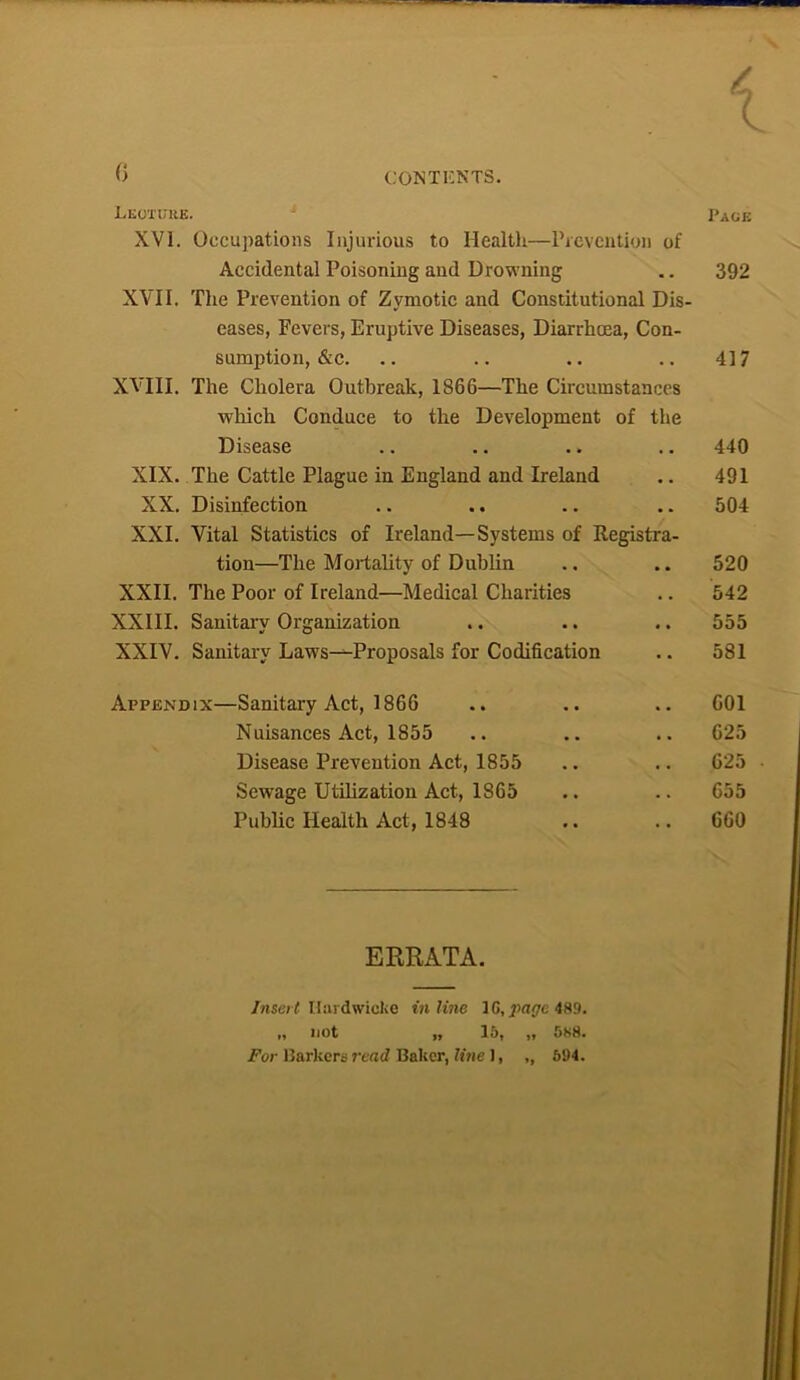 6 CONTENTS.
LECTURE. PAGE
XVI. Occupations Injurious to Health—Prevention of
Accidental Poisoning and Drowning .. 392
XVII. The Prevention of Zymotic and Constitutional Dis-
eases, Fevers, Eruptive Diseases, Diarrhœa, Con-
sumption, &c. .. .. .. .. 417
XVIII. The Cholera Outbreak, 1866—The Circumstances
which Conduce to the Development of the
Disease .. .. .. .. 440
XIX. The Cattle Plague in England and Ireland .. 491
XX. Disinfection .. .. .. .. 504
XXI. Vital Statistics of Ireland—Systems of Registra-
tion—The Mortality of Dublin .. .. 520
XXII. The Poor of Ireland—Medical Charities .. 542
XXIII. Sanitary Organization .. .. .. 555
XXIV. Sanitary Laws—Proposals for Codification .. 581
APPENDIX—Sanitary Act, 1866 .. .. .. 601
Nuisances Act, 1855 .. .. .. 625
Disease Prevention Act, 1855 .. .. 625
Sewage Utilization Act, 1865 .. .. 655
Public Health Act, 1848 .. .. 660
ERRATA.
Insert Hardwicke in line 16, page 489.
„ not „ 15, „ 588.
For Barkers read Baker, line 1, „ 594.